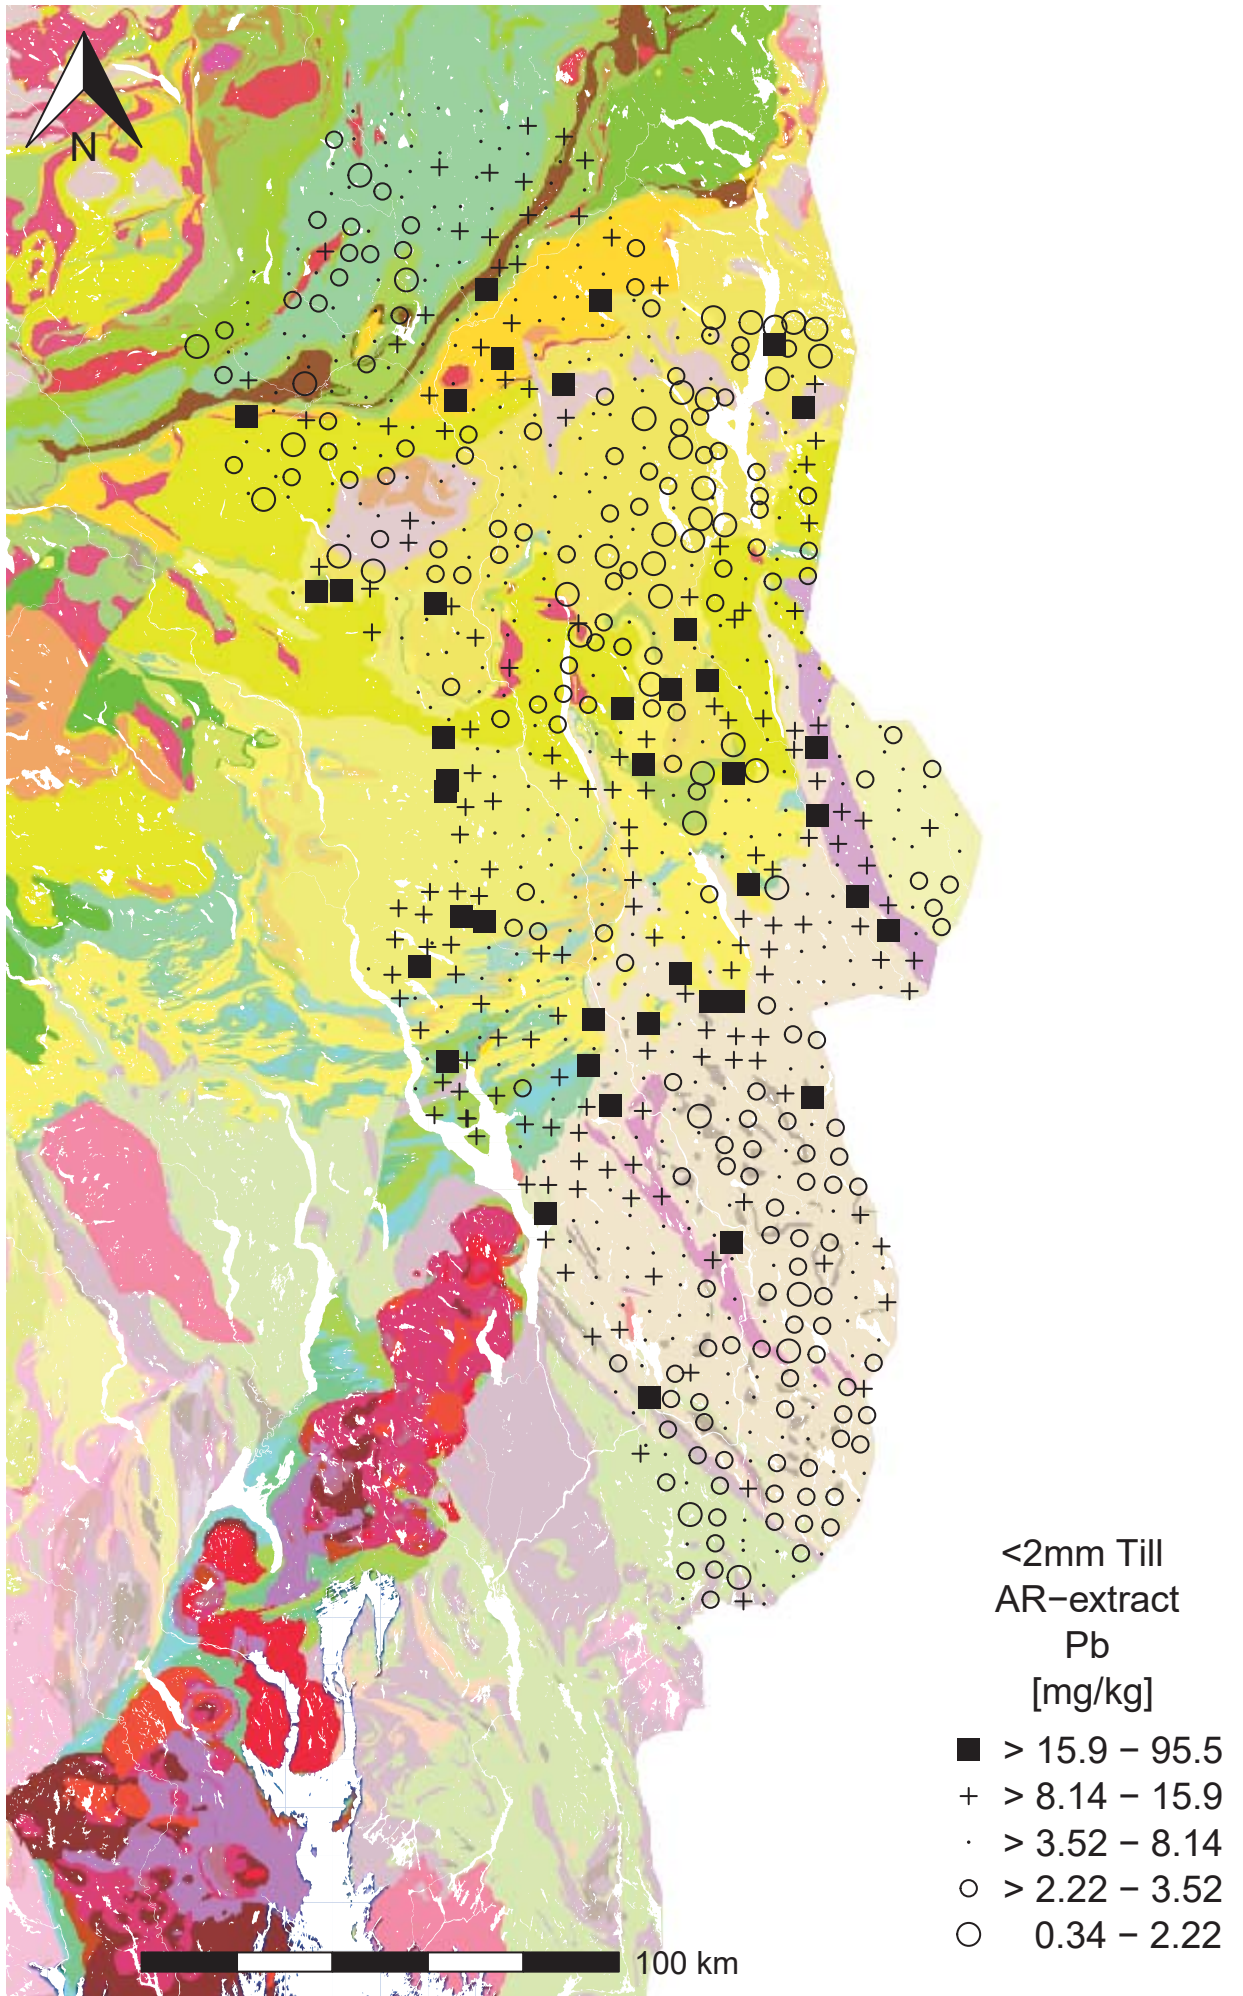 N
<2mm Till
AR−extract
Pb
[mg/kg]
> 15.9 − 95.5
> 8.14 − 15.9
> 3.52 − 8.14
> 2.22 − 3.52
0.34 − 2.22
100 km